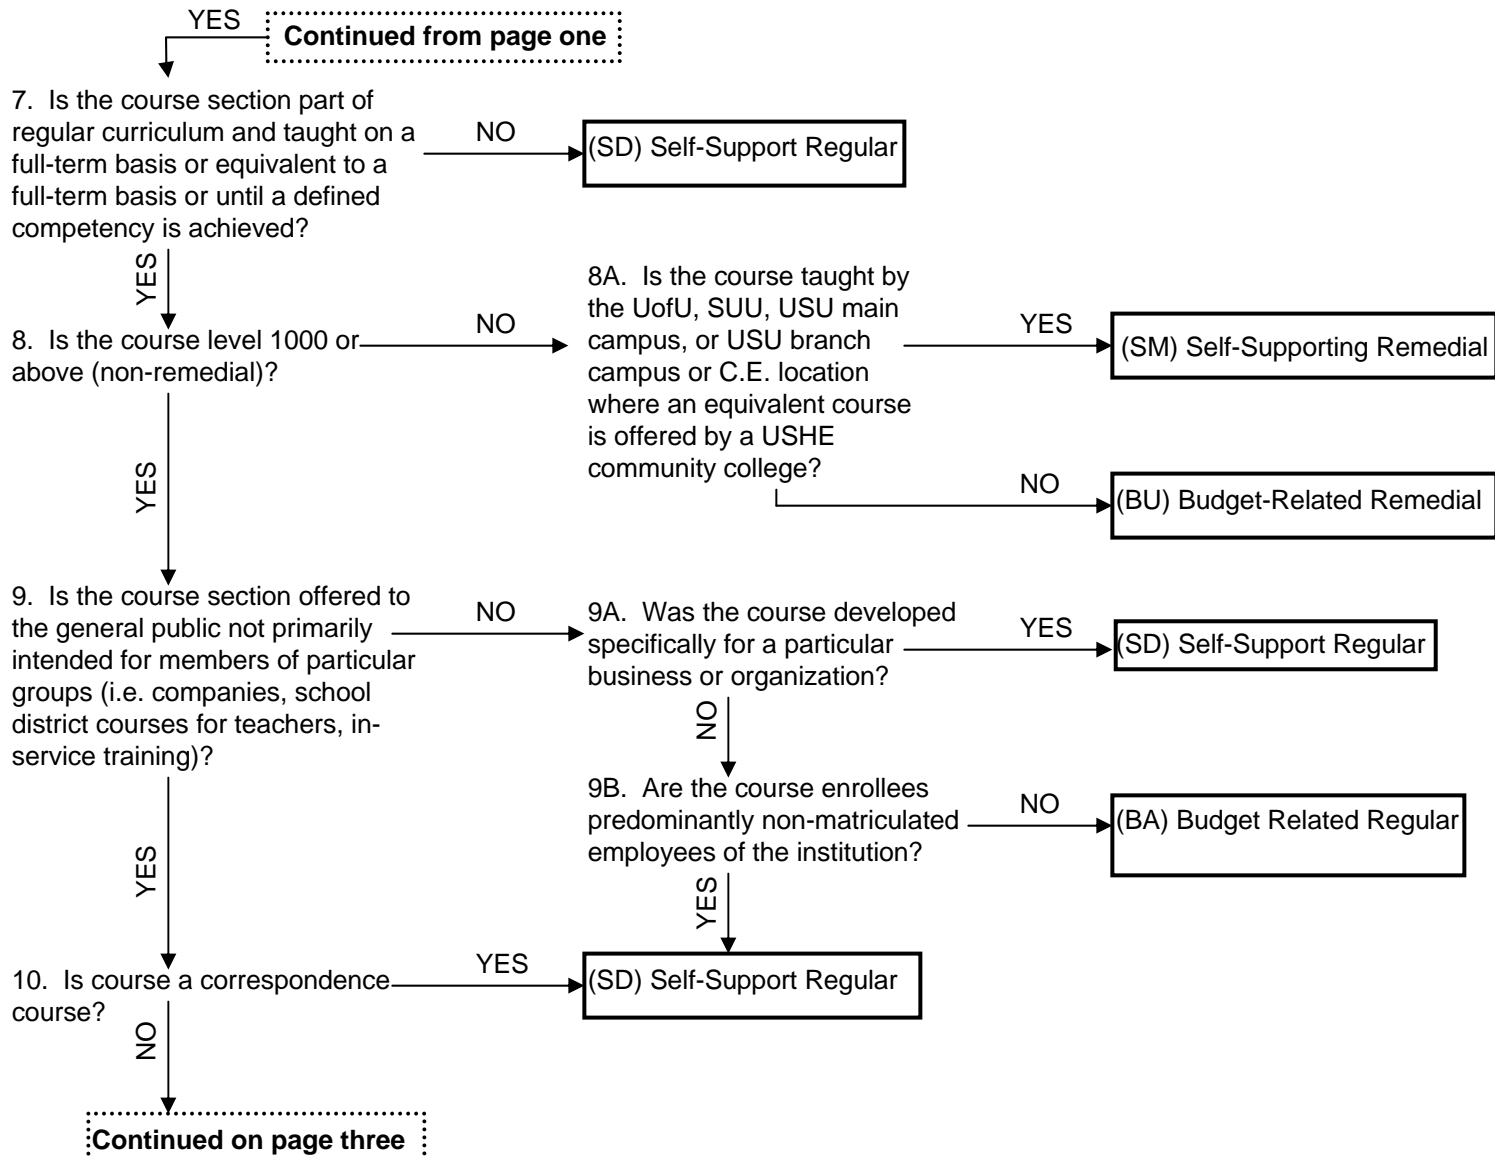 YES
Continued from page one
7. Is the course section part of
regular curriculum and taught on a
full-term basis or equivalent to a
full-term basis or until a defined
competency is achieved?
NO
(SD) Self-Support Regular
YES
8. Is the course level 1000 or
above (non-remedial)?
NO
8A. Is the course taught by
the UofU, SUU, USU main
campus, or USU branch
campus or C.E. location
where an equivalent course
is offered by a USHE
community college?
YES
(SM) Self-Supporting Remedial
NO
(BU) Budget-Related Remedial
YES
9. Is the course section offered to
the general public not primarily
intended for members of particular
groups (i.e. companies, school
district courses for teachers, in-
service training)?
NO
9A. Was the course developed
specifically for a particular
business or organization?
YES
(SD) Self-Support Regular
NO
9B. Are the course enrollees
predominantly non-matriculated
employees of the institution?
NO
(BA) Budget Related Regular
YES
YES
10. Is course a correspondence
course?
YES
(SD) Self-Support Regular
NO
Continued on page three